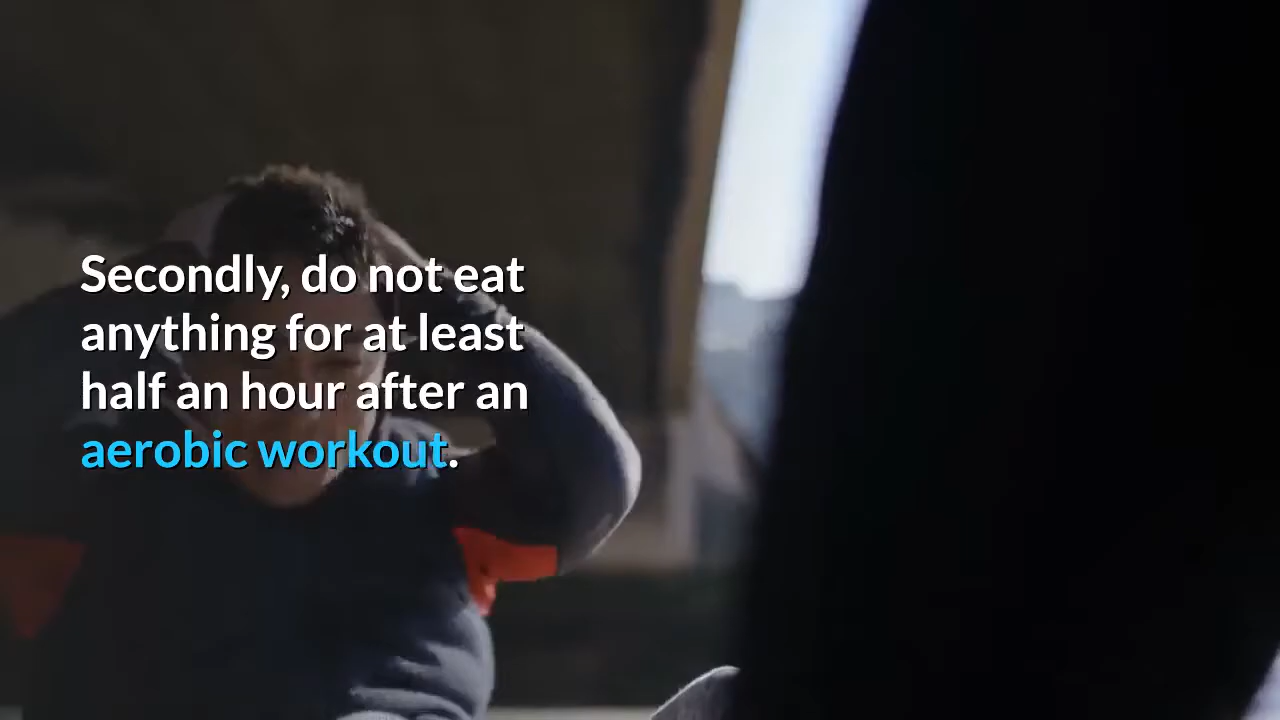 Secondly, do not eat
anything for at least
half an hour after an
aerobic workout.